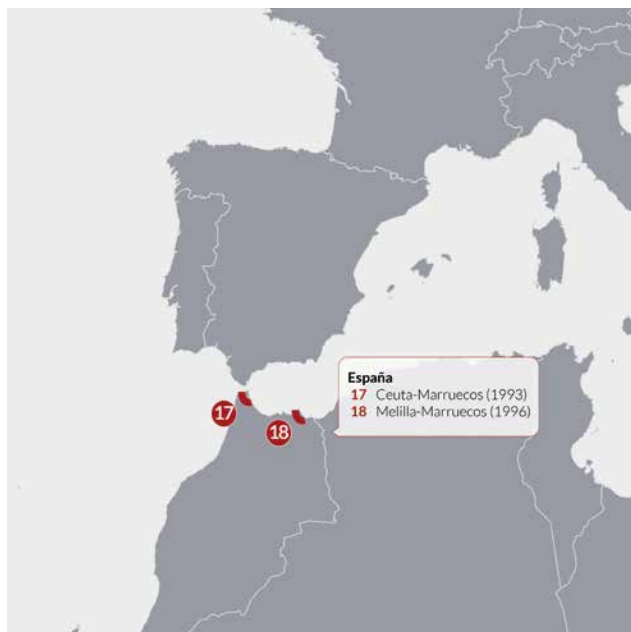 España
17 Ceuta-Marruecos (1993)
18 Melilla-Marruecos (1996)
17
18